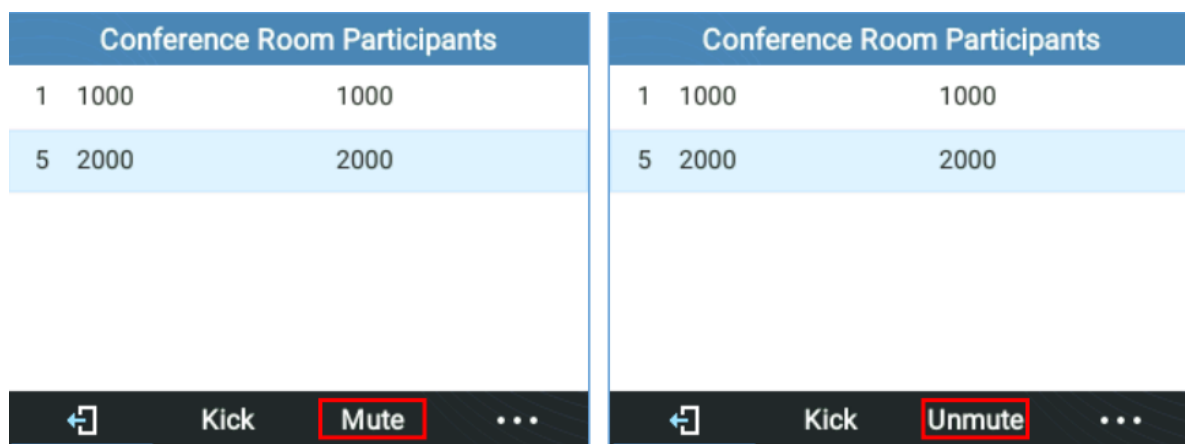 Conference Room Participants
1 1000 1000
5 2000 2000
Kick Mute ...
Conference Room Participants
1 1000 1000
5 2000 2000
Kick Unmute ...